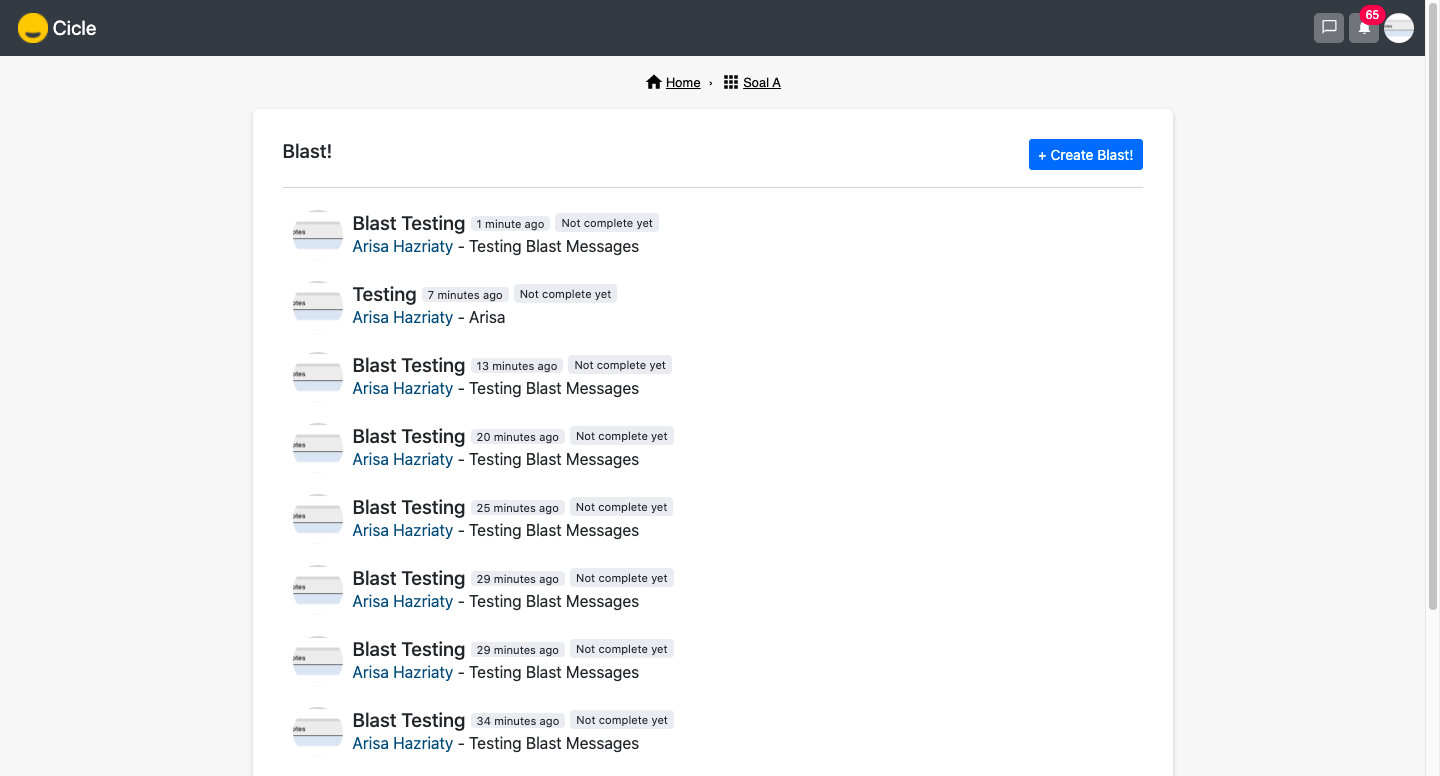 Cicle
65
Home › Soal A
Blast!
+ Create Blast!
Blast Testing 1 minute ago Not complete yet
Arisa Hazriaty - Testing Blast Messages
Testing 7 minutes ago Not complete yet
Arisa Hazriaty - Arisa
Blast Testing 13 minutes ago Not complete yet
Arisa Hazriaty - Testing Blast Messages
Blast Testing 20 minutes ago Not complete yet
Arisa Hazriaty - Testing Blast Messages
Blast Testing 25 minutes ago Not complete yet
Arisa Hazriaty - Testing Blast Messages
Blast Testing 29 minutes ago Not complete yet
Arisa Hazriaty - Testing Blast Messages
Blast Testing 29 minutes ago Not complete yet
Arisa Hazriaty - Testing Blast Messages
Blast Testing 34 minutes ago Not complete yet
Arisa Hazriaty - Testing Blast Messages